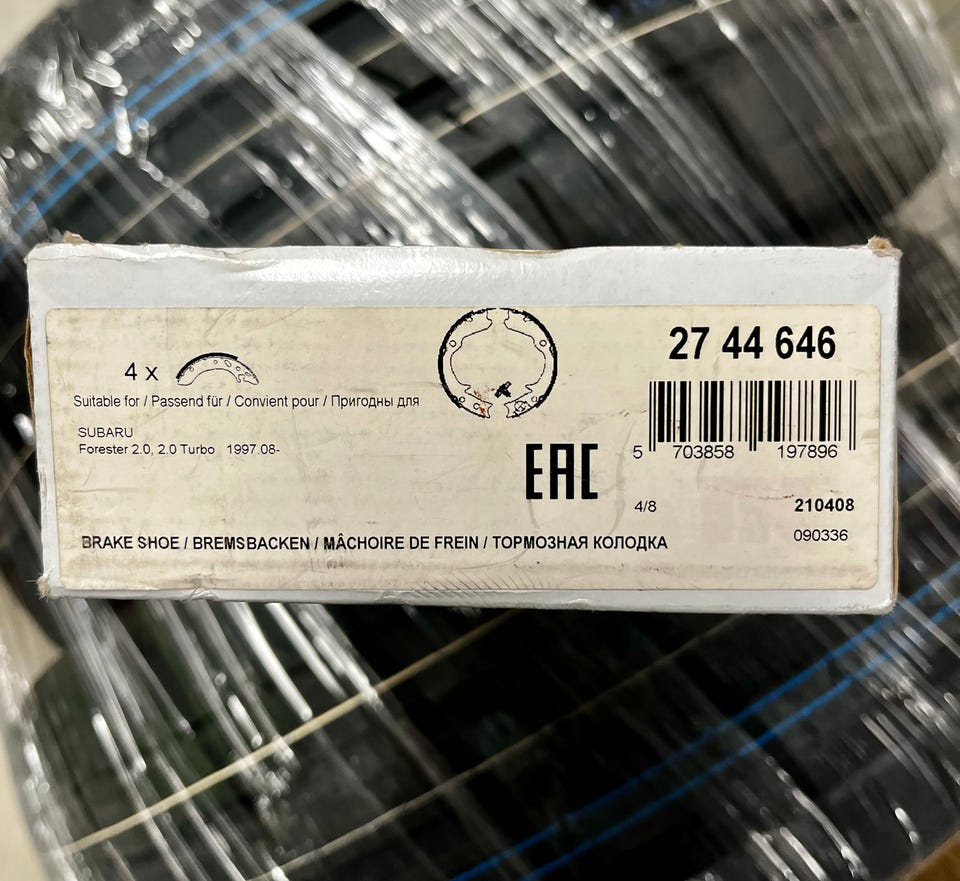 27 44 646
4 x
Suitable for / Passend für / Convient pour / Пригодны для
SUBARU
Forester 2.0, 2.0 Turbo 1997.08-
EAC
5 703858 197896
4/8 210408
090336
BRAKE SHOE / BREMSBACKEN / MÂCHOIRE DE FREIN / ТОРМОЗНАЯ КОЛОДКА